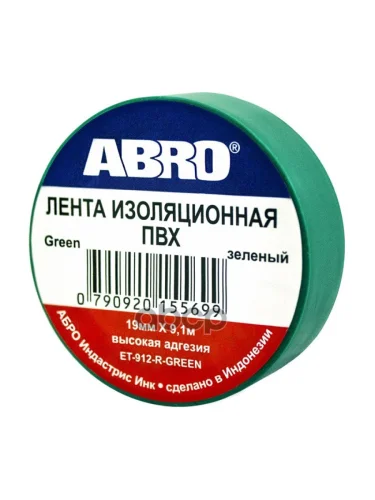 ABRO®
ЛЕНТА ИЗОЛЯЦИОННАЯ
ПВХ
Green
зеленый
0 790920 155699
19мм X 9,1м
высокая адгезия
ET-912-R-GREEN
АБРО Индастрис Инк • сделано в Индонезии